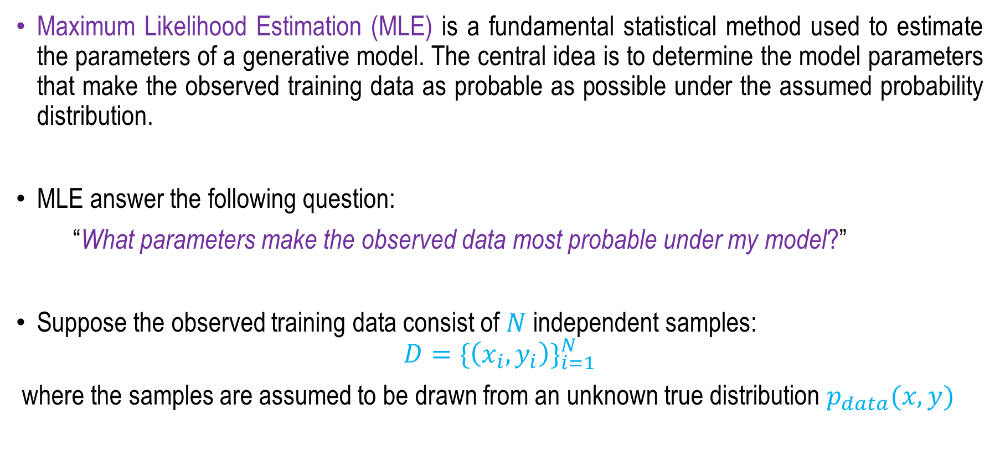 • Maximum Likelihood Estimation (MLE) is a fundamental statistical method used to estimate
the parameters of a generative model. The central idea is to determine the model parameters
that make the observed training data as probable as possible under the assumed probability
distribution.
• MLE answer the following question:
“What parameters make the observed data most probable under my model?”
• Suppose the observed training data consist of N independent samples:
D = {(x_i, y_i)}_{i=1}^N
where the samples are assumed to be drawn from an unknown true distribution p_{data}(x, y)